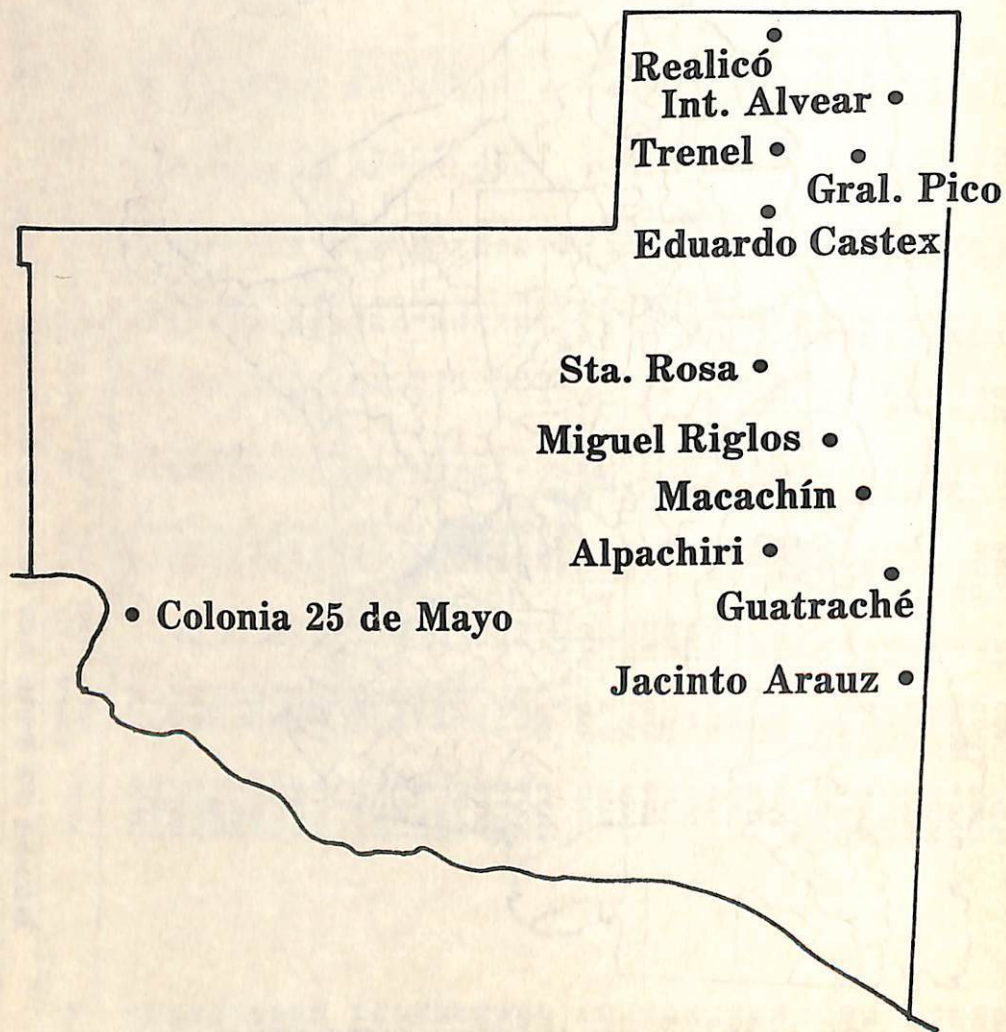 Realicó
Int. Alvear
Trenel
Gral. Pico
Eduardo Castex
Sta. Rosa
Miguel Riglos
Macachín
Alpachiri
Guatraché
Colonia 25 de Mayo
Jacinto Arauz